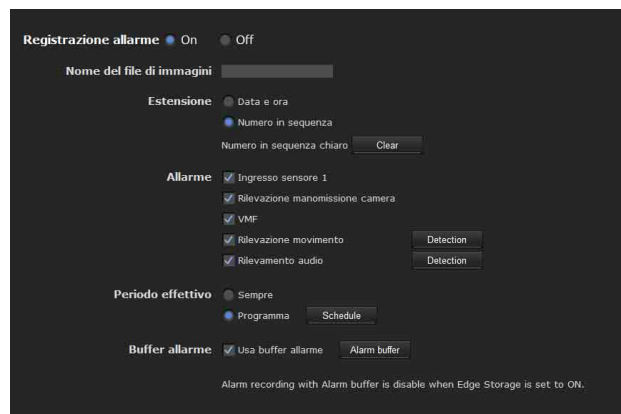 Registrazione allarme On Off
Nome del file di immagini
Estensione Data e ora
Numero in sequenza
Numero in sequenza chiaro Clear
Allarme Ingresso sensore 1
Rilevazione manomissione camera
VMF
Rilevazione movimento Detection
Rilevamento audio Detection
Periodo effettivo Sempre
Programma Schedule
Buffer allarme Usa buffer allarme Alarm buffer
Alarm recording with Alarm buffer is disable when Edge Storage is set to ON.